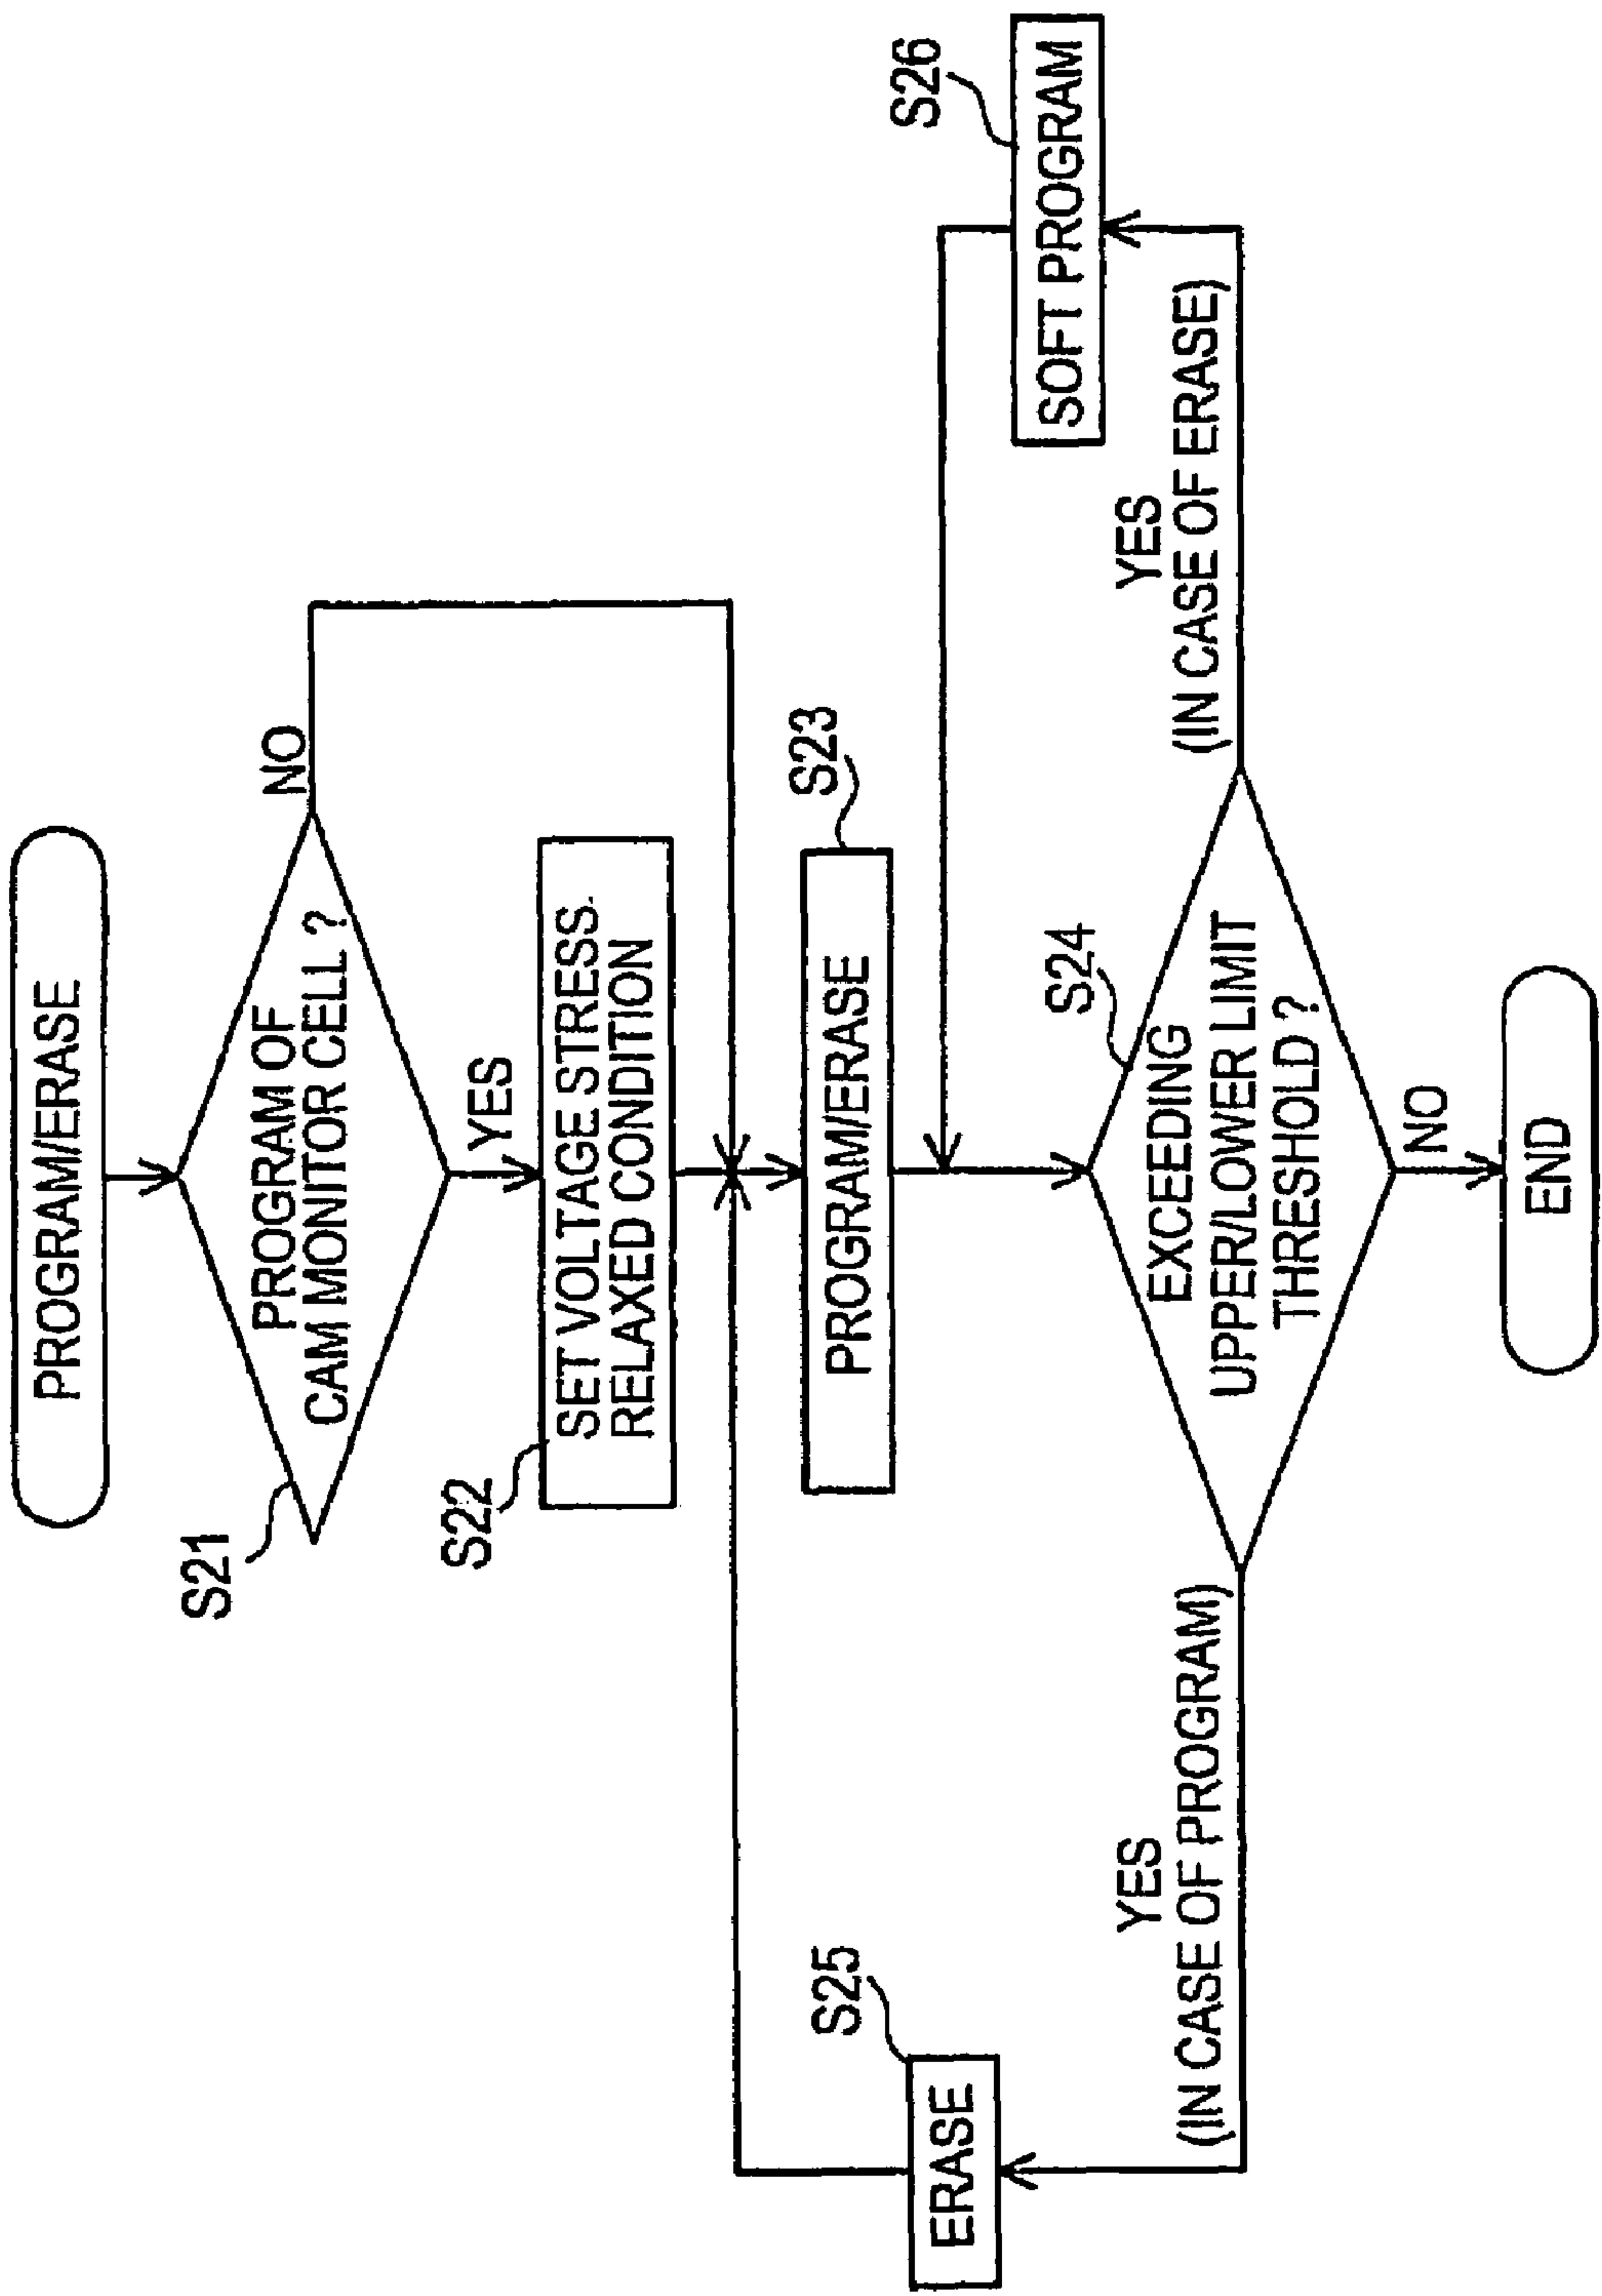 PROGRAM/ERASE
S21
PROGRAM OF
CAM MONITOR CELL ?
NO
YES
S22
SET VOLTAGE STRESS-
RELAXED CONDITION
S23
PROGRAM/ERASE
S24
EXCEEDING
UPPER/LOWER LIMIT
THRESHOLD ?
S25
ERASE
YES
(IN CASE OF PROGRAM)
S26
SOFT PROGRAM
YES
(IN CASE OF ERASE)
NO
END